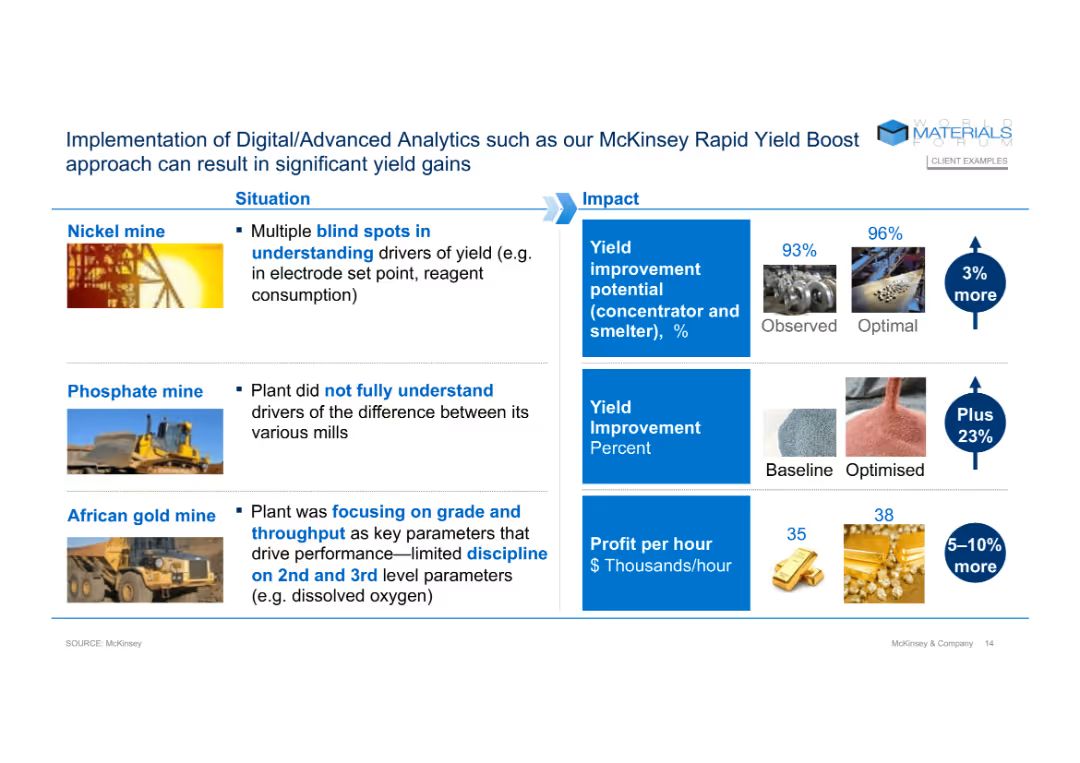 Implementation of Digital/Advanced Analytics such as our McKinsey Rapid Yield Boost
approach can result in significant yield gains
WORLD
MATERIALS
FORUM
CLIENT EXAMPLES
Situation
Impact
Nickel mine
▪ Multiple blind spots in
understanding drivers of yield (e.g.
in electrode set point, reagent
consumption)
Yield
improvement
potential
(concentrator and
smelter), %
93%
Observed
96%
Optimal
3%
more
Phosphate mine
▪ Plant did not fully understand
drivers of the difference between its
various mills
Yield
Improvement
Percent
Baseline
Optimised
Plus
23%
African gold mine
▪ Plant was focusing on grade and
throughput as key parameters that
drive performance—limited discipline
on 2nd and 3rd level parameters
(e.g. dissolved oxygen)
Profit per hour
$ Thousands/hour
35
38
5–10%
more
SOURCE: McKinsey
McKinsey & Company 14